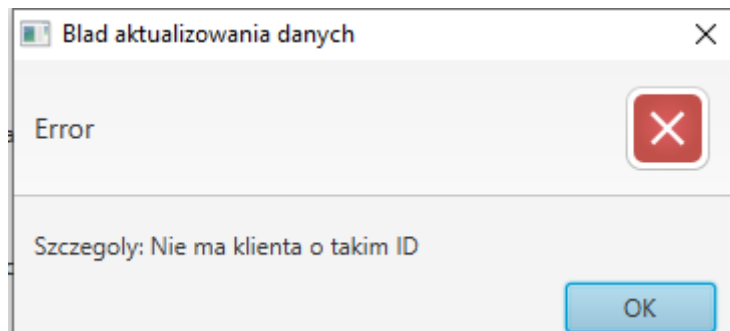 Blad aktualizowania danych
Error
Szczegoly: Nie ma klienta o takim ID
OK